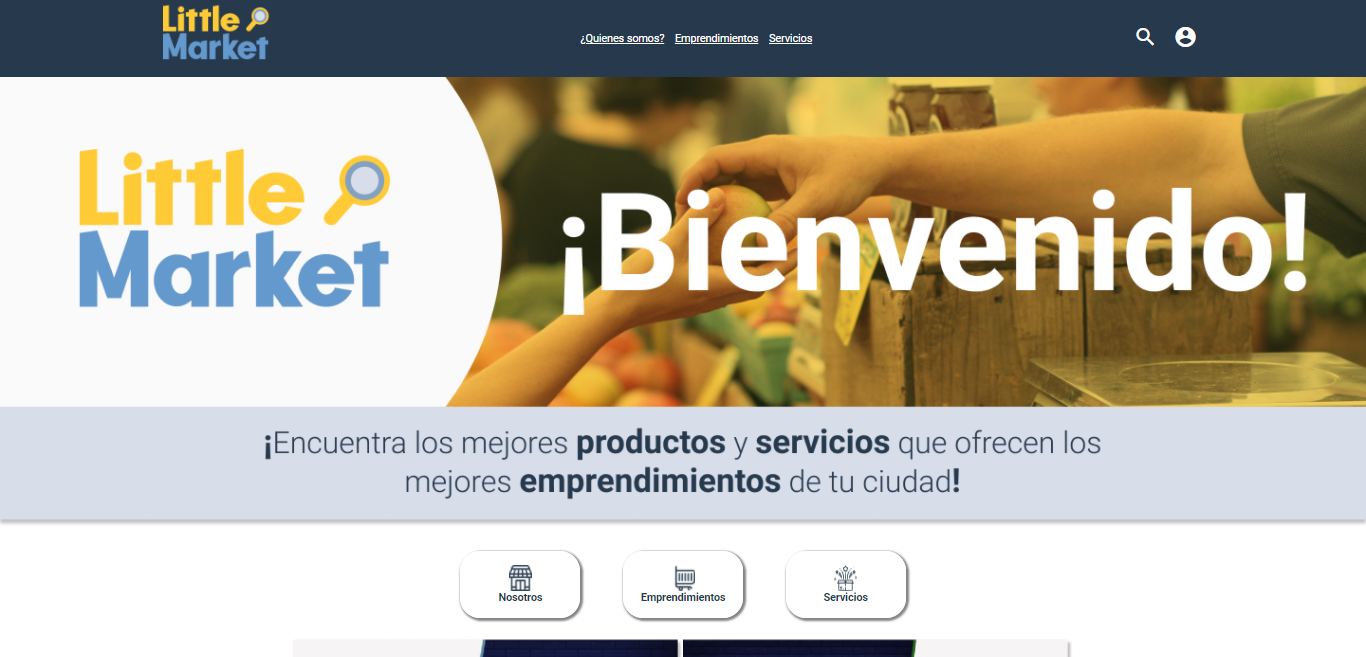 Little
Market
¿Quienes somos? Emprendimientos Servicios
Little
Market
¡Bienvenido!
¡Encuentra los mejores productos y servicios que ofrecen los
mejores emprendimientos de tu ciudad!
Nosotros Emprendimientos Servicios